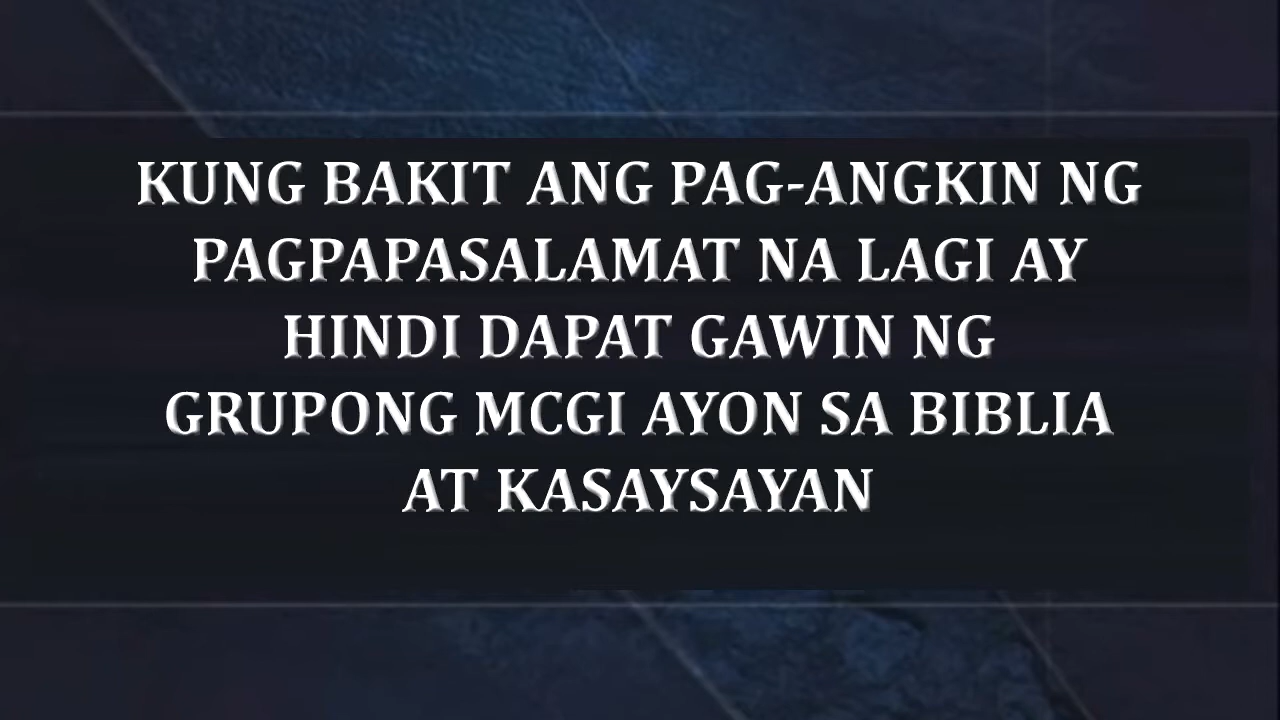 KUNG BAKIT ANG PAG-ANGKIN NG
PAGPAPASALAMAT NA LAGI AY
HINDI DAPAT GAWIN NG
GRUPONG MCGI AYON SA BIBLIA
AT KASAYSAYAN